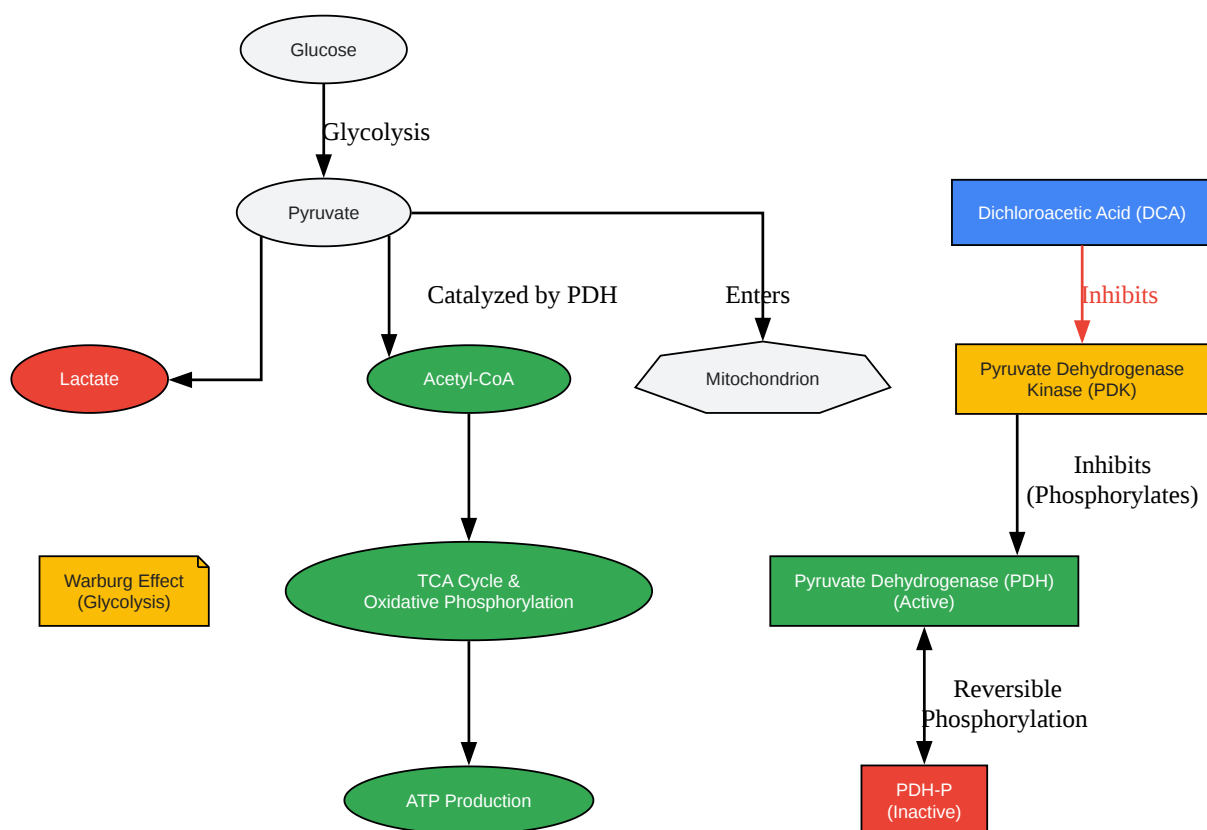 Glucose
Glycolysis
Pyruvate
Dichloroacetic Acid (DCA)
Catalyzed by PDH
Enters
Inhibits
Lactate
Acetyl-CoA
Mitochondrion
Pyruvate Dehydrogenase
Kinase (PDK)
Inhibits
(Phosphorylates)
Warburg Effect
(Glycolysis)
TCA Cycle &
Oxidative Phosphorylation
Pyruvate Dehydrogenase (PDH)
(Active)
Reversible
Phosphorylation
ATP Production
PDH-P
(Inactive)